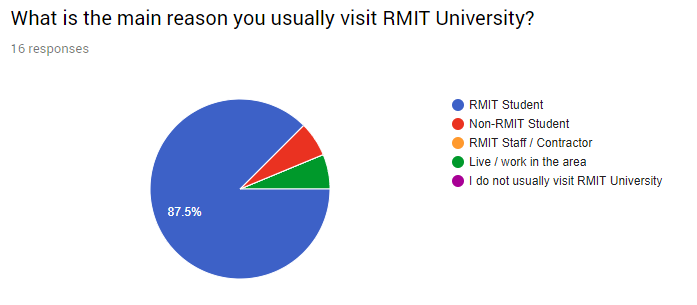 What is the main reason you usually visit RMIT University?
16 responses
RMIT Student
Non-RMIT Student
RMIT Staff / Contractor
Live / work in the area
I do not usually visit RMIT University
87.5%